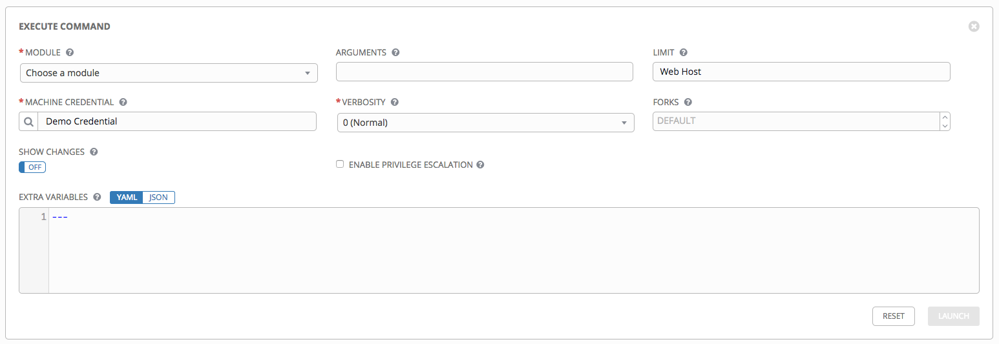 EXECUTE COMMAND
* MODULE ?
ARGUMENTS ?
LIMIT ?
Choose a module
Web Host
* MACHINE CREDENTIAL ?
* VERBOSITY ?
FORKS ?
Demo Credential
0 (Normal)
DEFAULT
SHOW CHANGES ?
OFF
ENABLE PRIVILEGE ESCALATION ?
EXTRA VARIABLES ? YAML JSON
1 ---
RESET
LAUNCH